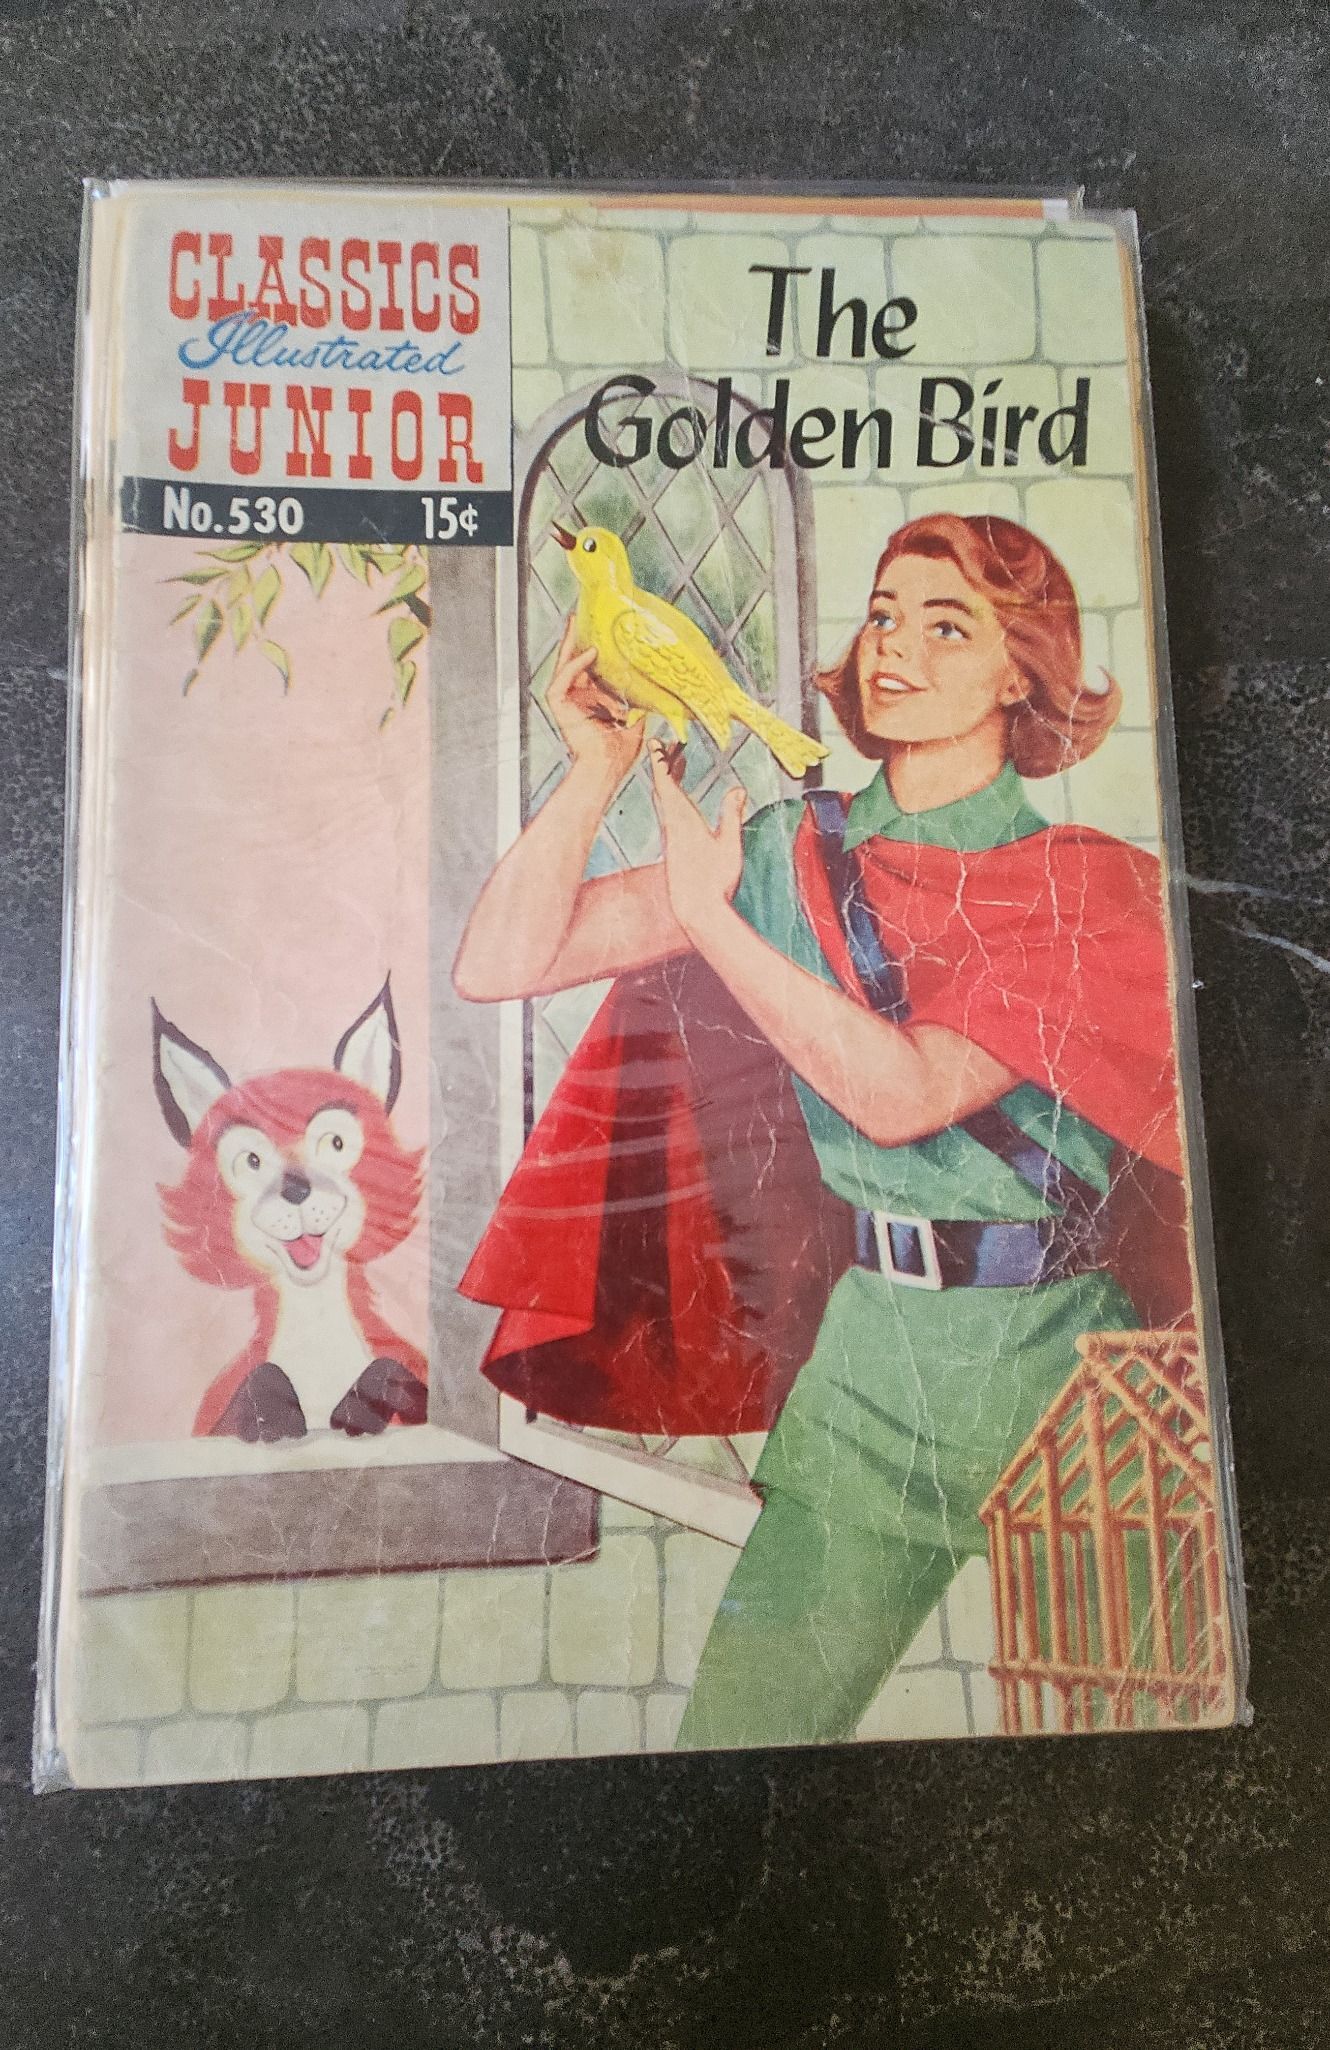 CLASSICS
Illustrated
JUNIOR
No. 530 15¢
The
Golden Bird